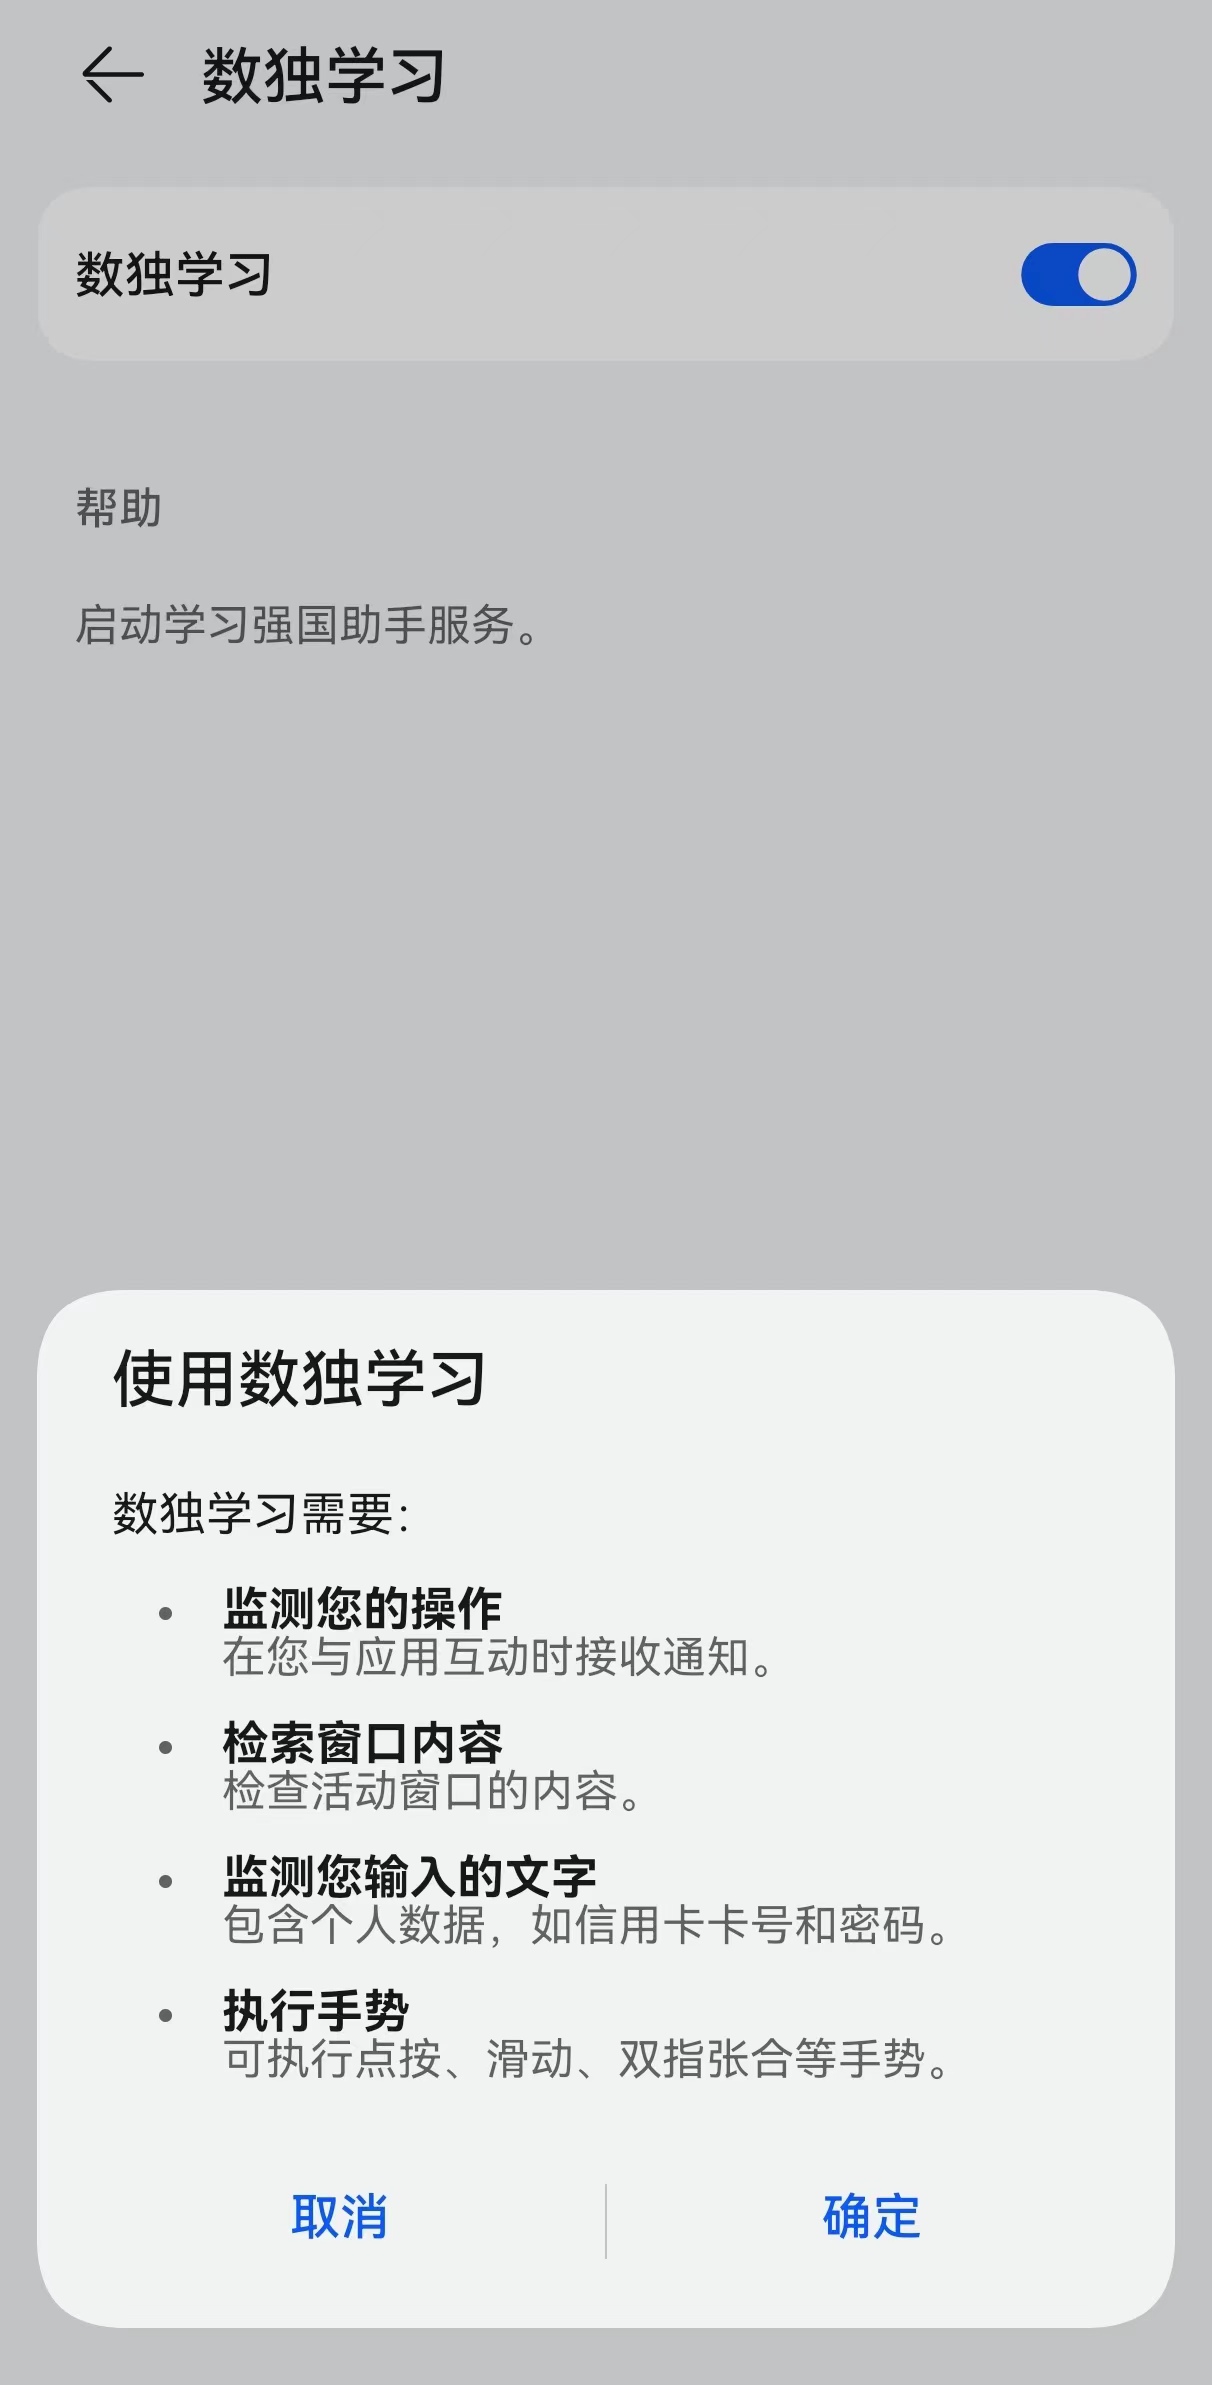 数独学习
数独学习
帮助
启动学习强国助手服务。
使用数独学习
数独学习需要：
• 监测您的操作
在您与应用互动时接收通知。
• 检索窗口内容
检查活动窗口的内容。
• 监测您输入的文字
包含个人数据，如信用卡卡号和密码。
• 执行手势
可执行点按、滑动、双指张合等手势。
取消
确定